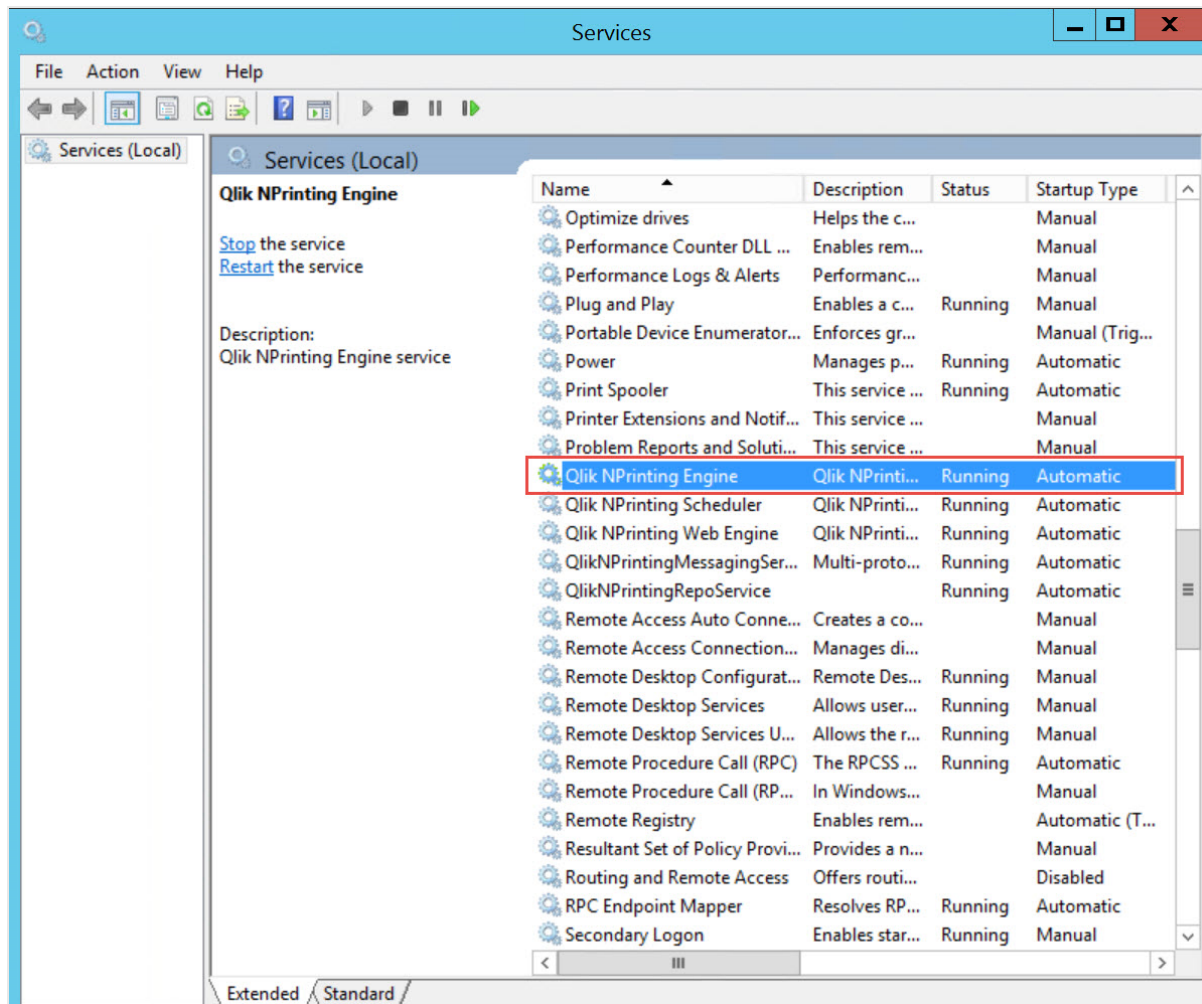 Services
File Action View Help
Services (Local)
Services (Local)
Qlik NPrinting Engine
Stop the service
Restart the service
Description:
Qlik NPrinting Engine service
Name Description Status Startup Type
Optimize drives Helps the c... Manual
Performance Counter DLL ... Enables rem... Manual
Performance Logs & Alerts Performanc... Manual
Plug and Play Enables a c... Running Manual
Portable Device Enumerator... Enforces gr... Manual (Trig...
Power Manages p... Running Automatic
Print Spooler This service ... Running Automatic
Printer Extensions and Notif... This service ... Manual
Problem Reports and Soluti... This service ... Manual
Qlik NPrinting Engine Qlik NPrinti... Running Automatic
Qlik NPrinting Scheduler Qlik NPrinti... Running Automatic
Qlik NPrinting Web Engine Qlik NPrinti... Running Automatic
QlikNPrintingMessagingSer... Multi-proto... Running Automatic
QlikNPrintingRepoService Running Automatic
Remote Access Auto Conne... Creates a co... Manual
Remote Access Connection... Manages di... Manual
Remote Desktop Configurat... Remote Des... Running Manual
Remote Desktop Services Allows user... Running Manual
Remote Desktop Services U... Allows the r... Running Manual
Remote Procedure Call (RPC) The RPCSS ... Running Automatic
Remote Procedure Call (RP... In Windows... Manual
Remote Registry Enables rem... Automatic (T...
Resultant Set of Policy Provi... Provides a n... Manual
Routing and Remote Access Offers routi... Disabled
RPC Endpoint Mapper Resolves RP... Running Automatic
Secondary Logon Enables star... Running Manual
Extended Standard